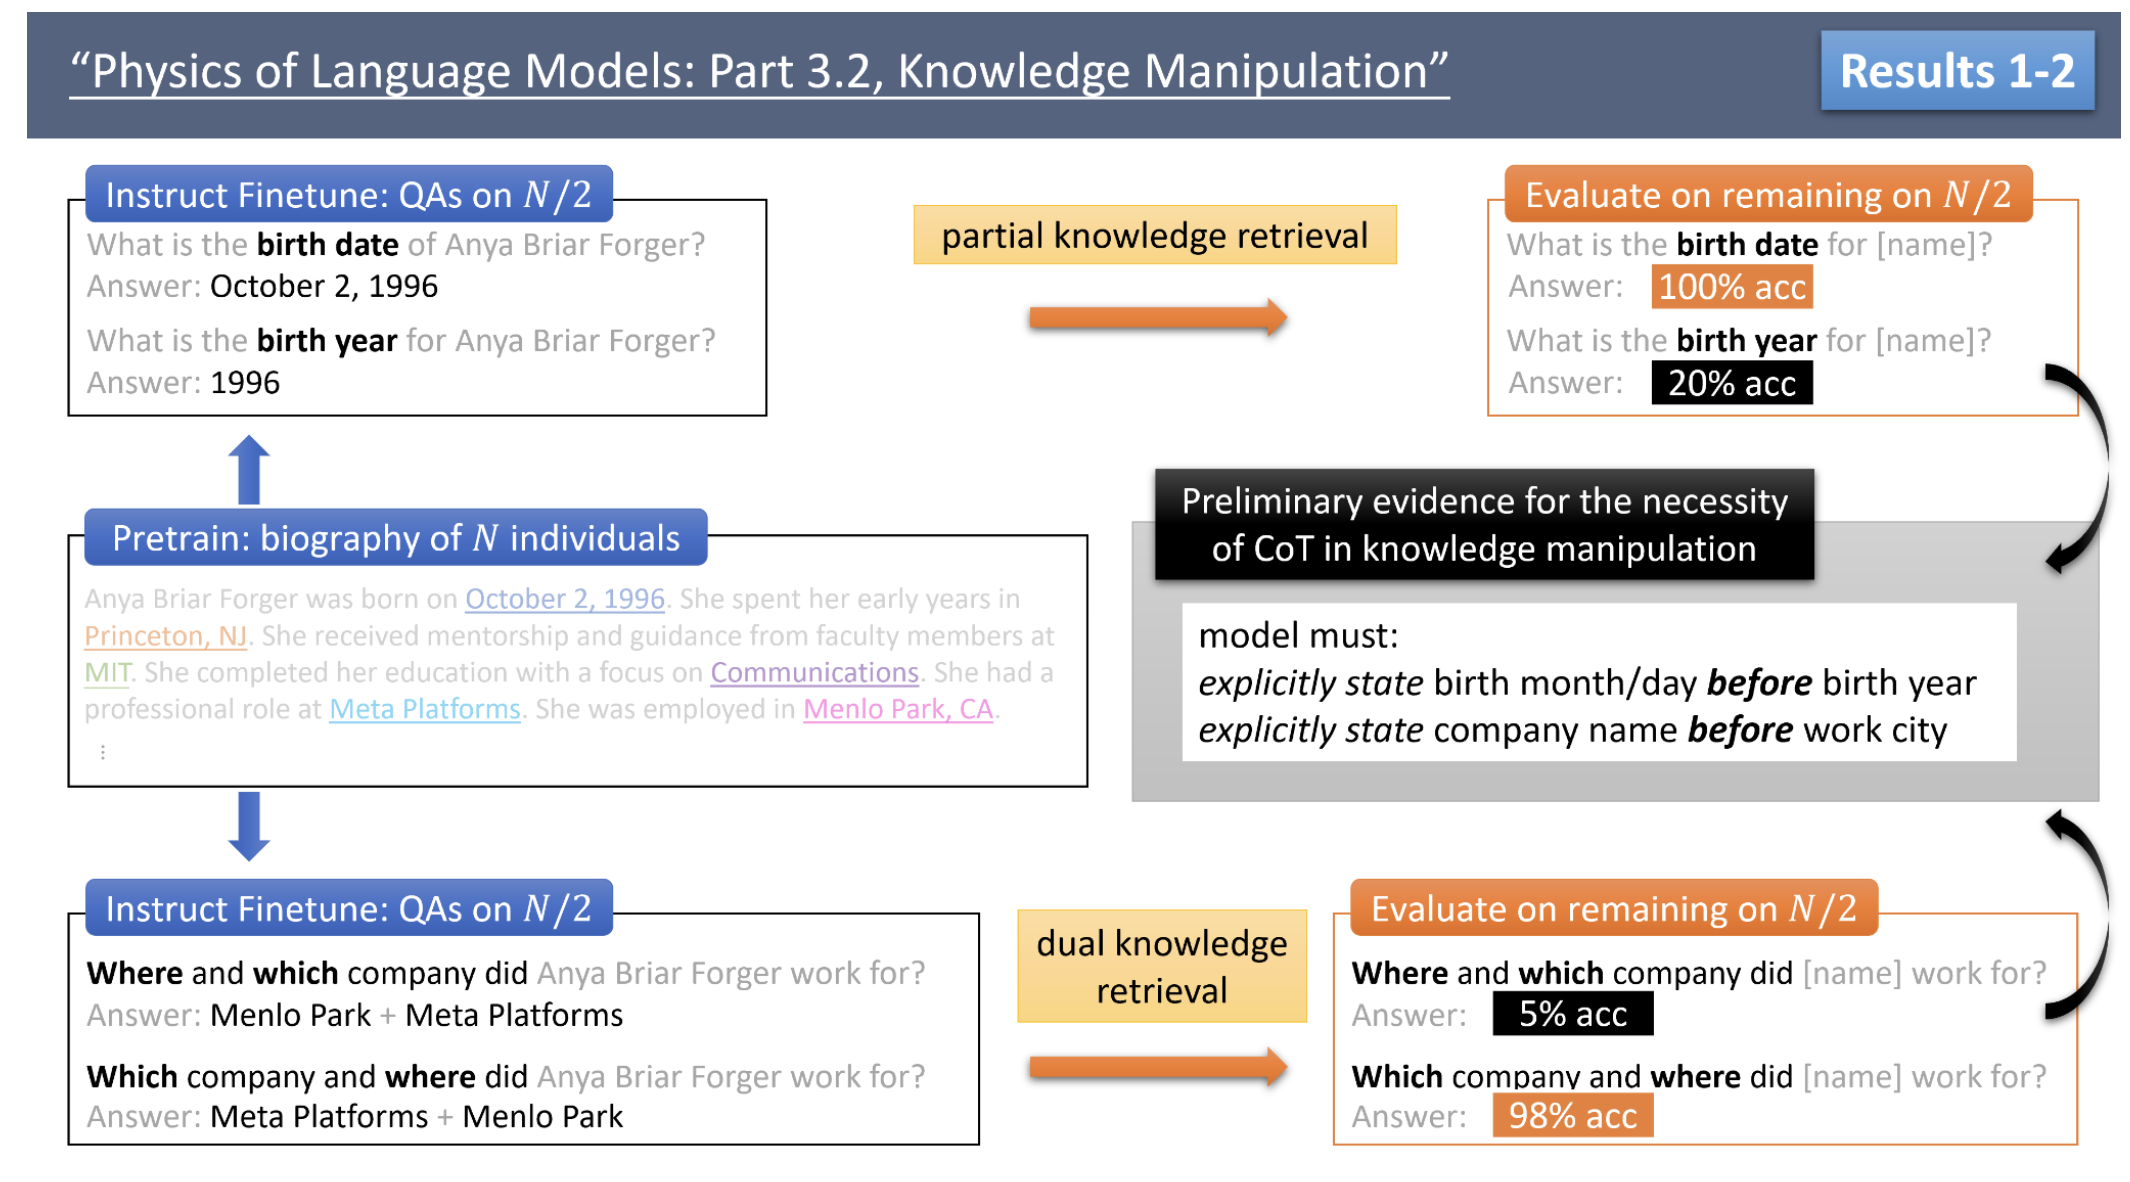 “Physics of Language Models: Part 3.2, Knowledge Manipulation”
Results 1-2
Instruct Finetune: QAs on N/2
What is the birth date of Anya Briar Forger?
Answer: October 2, 1996
What is the birth year for Anya Briar Forger?
Answer: 1996
partial knowledge retrieval
Evaluate on remaining on N/2
What is the birth date for [name]?
Answer: 100% acc
What is the birth year for [name]?
Answer: 20% acc
Pretrain: biography of N individuals
Anya Briar Forger was born on October 2, 1996. She spent her early years in
Princeton, NJ. She received mentorship and guidance from faculty members at
MIT. She completed her education with a focus on Communications. She had a
professional role at Meta Platforms. She was employed in Menlo Park, CA.
⋮
Preliminary evidence for the necessity
of CoT in knowledge manipulation
model must:
explicitly state birth month/day before birth year
explicitly state company name before work city
Instruct Finetune: QAs on N/2
Where and which company did Anya Briar Forger work for?
Answer: Menlo Park + Meta Platforms
Which company and where did Anya Briar Forger work for?
Answer: Meta Platforms + Menlo Park
dual knowledge
retrieval
Evaluate on remaining on N/2
Where and which company did [name] work for?
Answer: 5% acc
Which company and where did [name] work for?
Answer: 98% acc